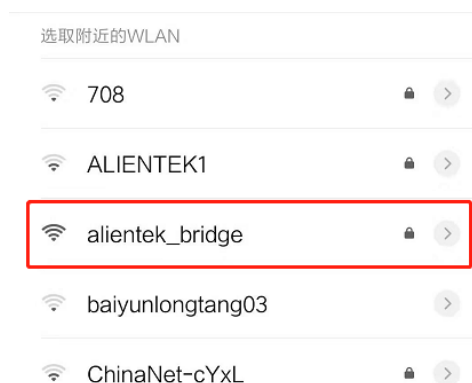 选取附近的WLAN
708
ALIENTEK1
alientek_bridge
baiyunlongtang03
ChinaNet-cYxL